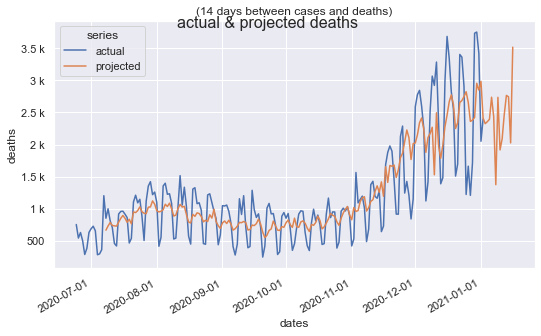 (14 days between cases and deaths)
actual & projected deaths
series
actual
projected
3.5 k
3 k
2.5 k
2 k
1.5 k
1 k
500
deaths
2020-07-01
2020-08-01
2020-09-01
2020-10-01
2020-11-01
2020-12-01
2021-01-01
dates